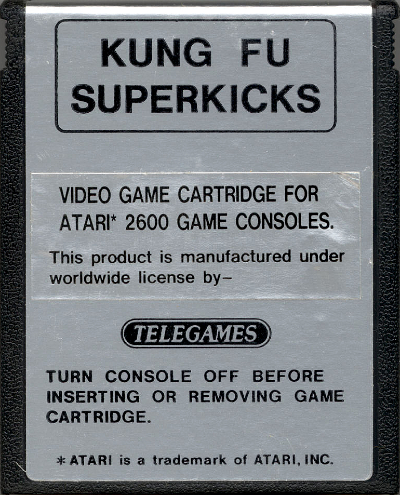 KUNG FU
SUPERKICKS
VIDEO GAME CARTRIDGE FOR
ATARI* 2600 GAME CONSOLES.
This product is manufactured under
worldwide license by–
TELEGAMES
TURN CONSOLE OFF BEFORE
INSERTING OR REMOVING GAME
CARTRIDGE.
*ATARI is a trademark of ATARI, INC.